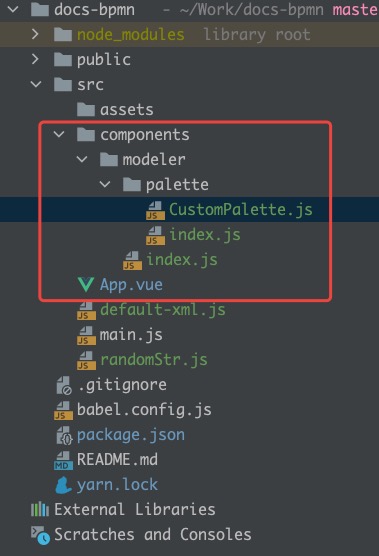 docs-bpmn - ~/Work/docs-bpmn maste
node_modules library root
public
src
assets
components
modeler
palette
JS CustomPalette.js
JS index.js
JS index.js
App.vue
JS default-xml.js
JS main.js
JS randomStr.js
.gitignore
JS babel.config.js
package.json
MD README.md
yarn.lock
External Libraries
Scratches and Consoles